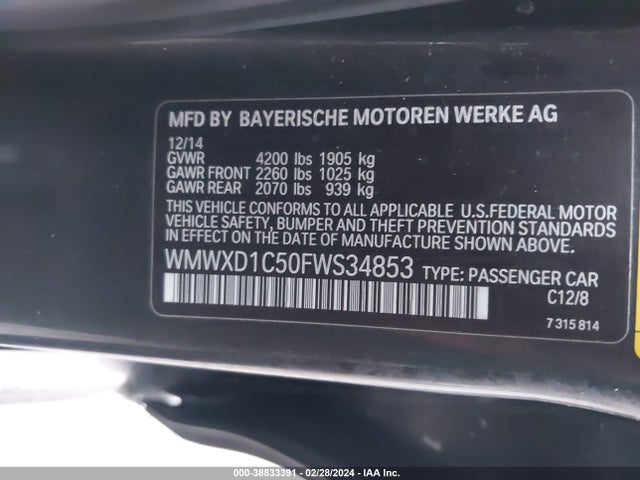 MFD BY BAYERISCHE MOTOREN WERKE AG
12/14
GVWR 4200 lbs 1905 kg
GAWR FRONT 2260 lbs 1025 kg
GAWR REAR 2070 lbs 939 kg
THIS VEHICLE CONFORMS TO ALL APPLICABLE U.S.FEDERAL MOTOR
VEHICLE SAFETY, BUMPER AND THEFT PREVENTION STANDARDS
IN EFFECT ON THE DATE OF MANUFACTURE SHOWN ABOVE.
WMWXD1C50FWS34853 TYPE: PASSENGER CAR
C12/8
7 315 814
000-38833391 - 02/28/2024 - IAA Inc.